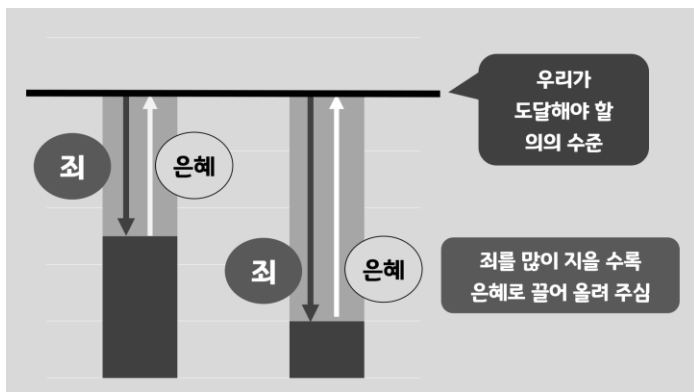 우리가
도달해야 할
의의 수준
죄
은혜
죄
은혜
죄를 많이 지을 수록
은혜로 끌어 올려 주심